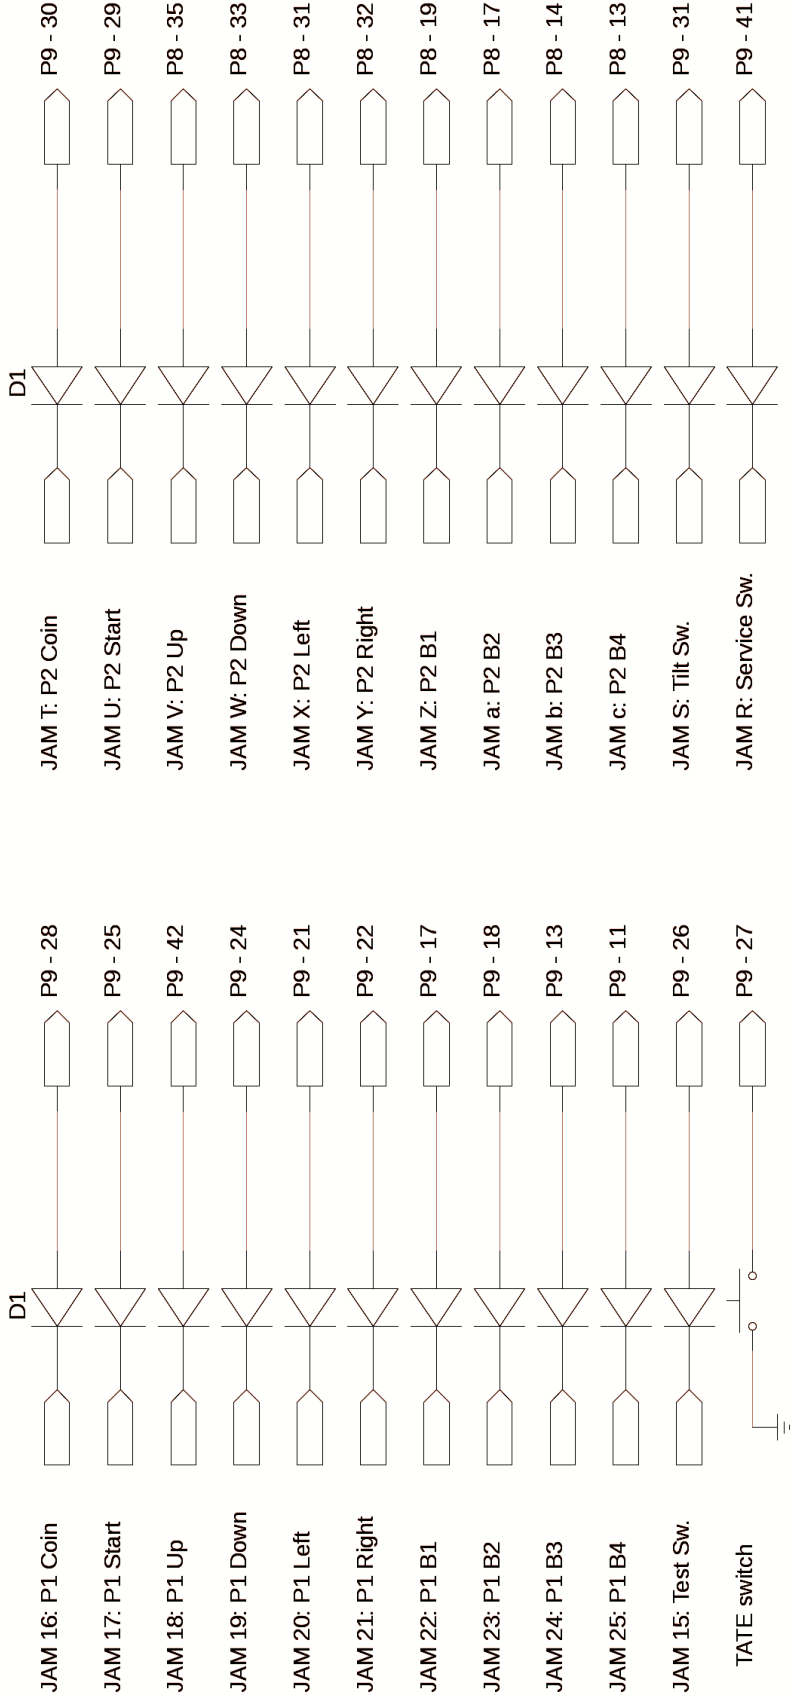 D1
JAM 16: P1 Coin P9 - 28
JAM 17: P1 Start P9 - 25
JAM 18: P1 Up P9 - 42
JAM 19: P1 Down P9 - 24
JAM 20: P1 Left P9 - 21
JAM 21: P1 Right P9 - 22
JAM 22: P1 B1 P9 - 17
JAM 23: P1 B2 P9 - 18
JAM 24: P1 B3 P9 - 13
JAM 25: P1 B4 P9 - 11
JAM 15: Test Sw. P9 - 26
TATE switch P9 - 27
D1
JAM T: P2 Coin P9 - 30
JAM U: P2 Start P9 - 29
JAM V: P2 Up P8 - 35
JAM W: P2 Down P8 - 33
JAM X: P2 Left P8 - 31
JAM Y: P2 Right P8 - 32
JAM Z: P2 B1 P8 - 19
JAM a: P2 B2 P8 - 17
JAM b: P2 B3 P8 - 14
JAM c: P2 B4 P8 - 13
JAM S: Tilt Sw. P9 - 31
JAM R: Service Sw. P9 - 41